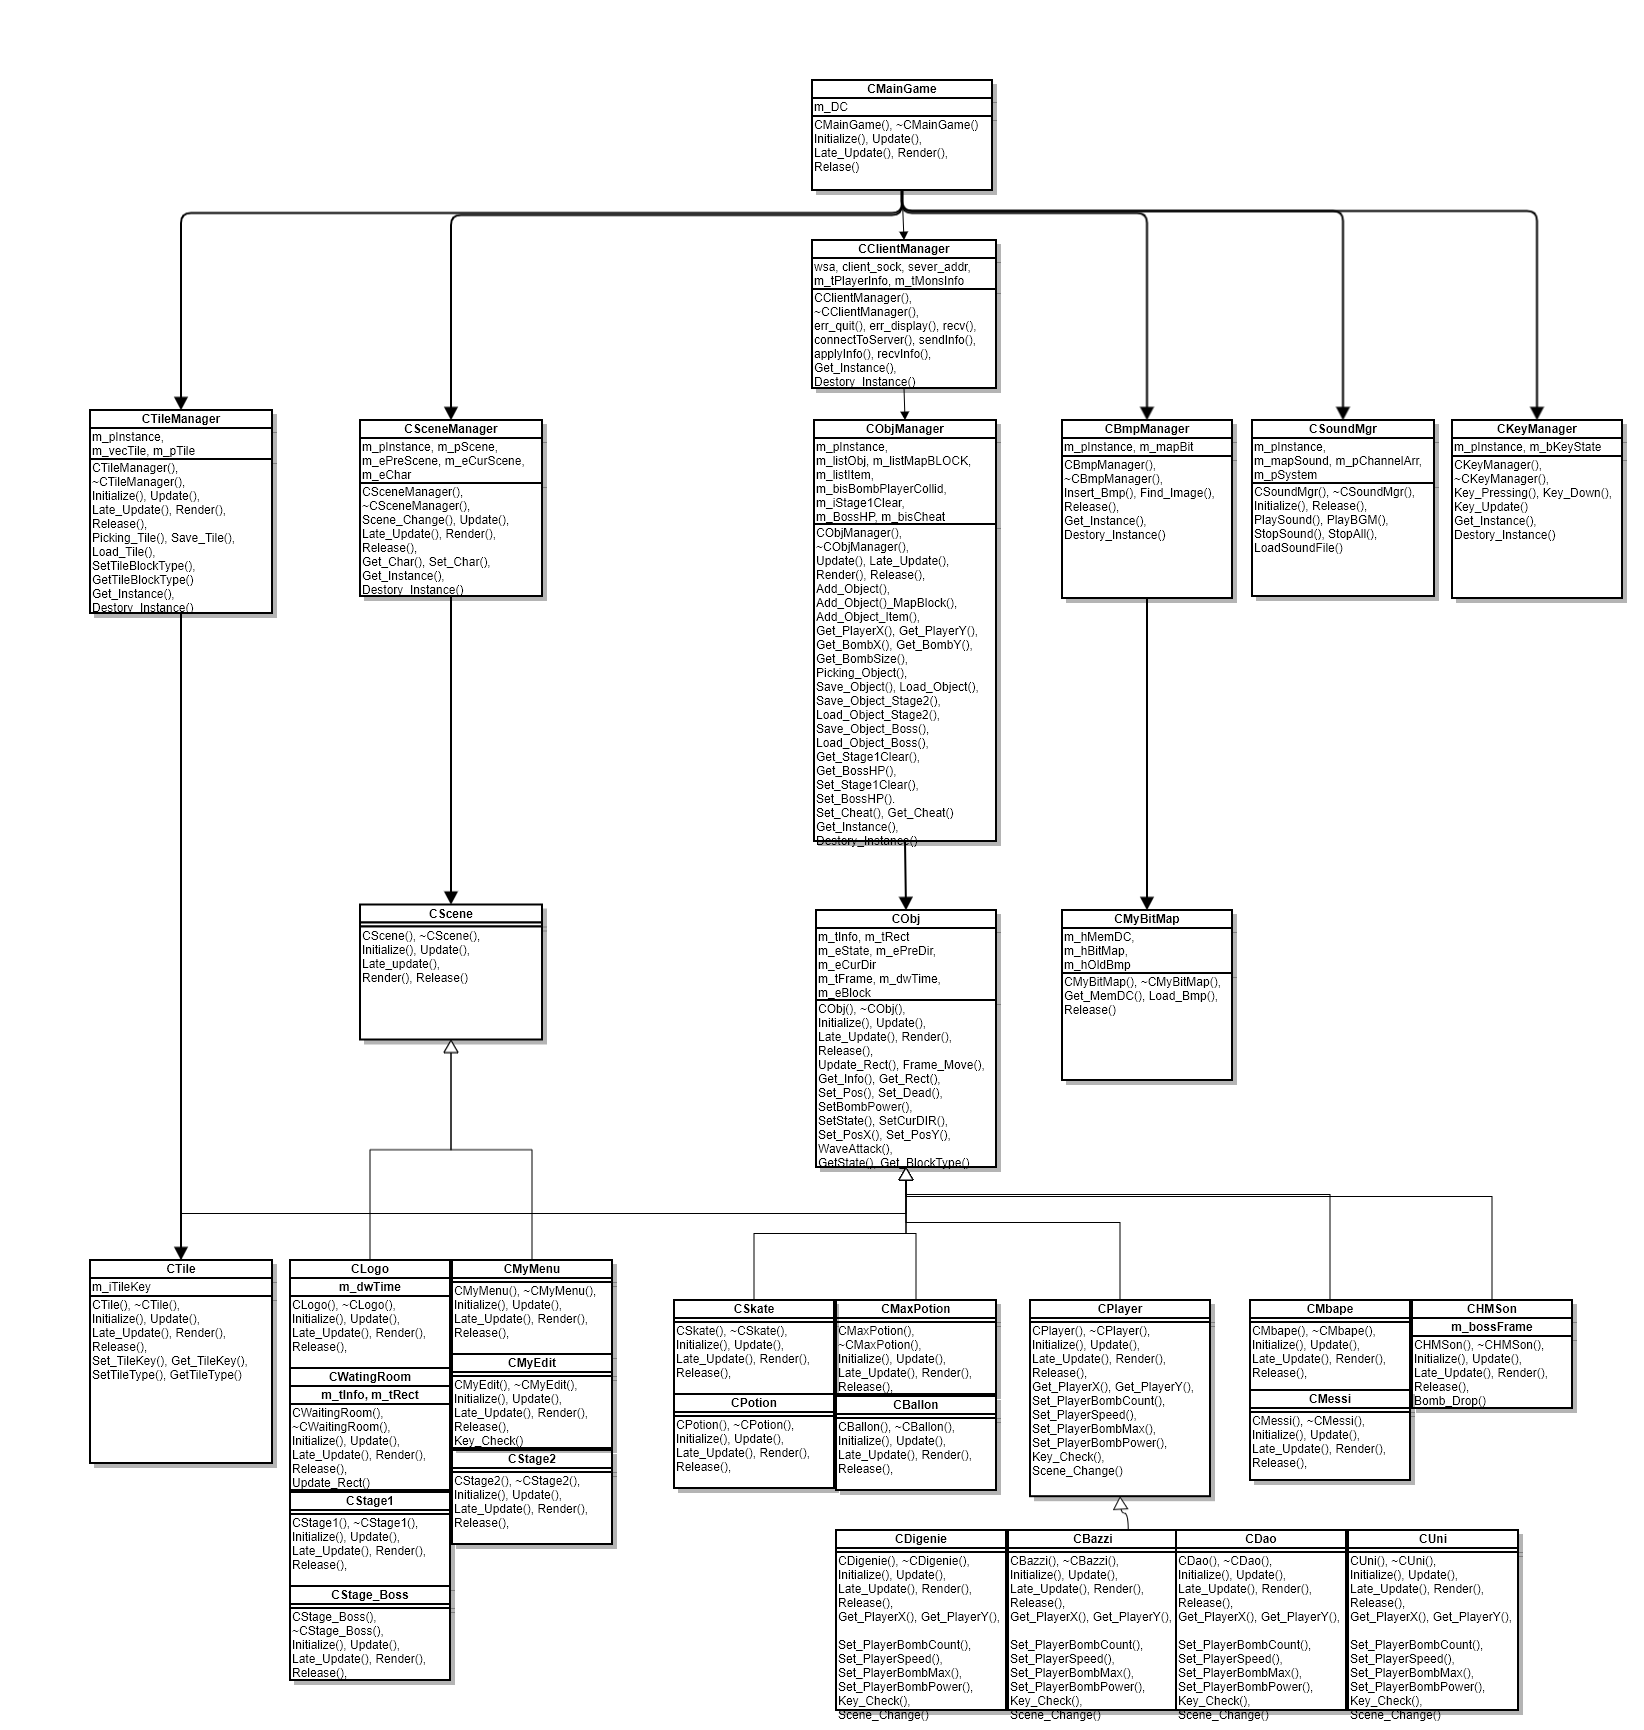 CMainGame
m_DC
CMainGame(), ~CMainGame()
Initialize(), Update(),
Late_Update(), Render(),
Relase()
CClientManager
wsa, client_sock, sever_addr,
m_tPlayerInfo, m_tMonsInfo
CClientManager(),
~CClientManager(),
err_quit(), err_display(), recv(),
connectToServer(), sendInfo(),
applyInfo(), recvInfo(),
Get_Instance(),
Destory_Instance()
CTileManager
m_pInstance,
m_vecTile, m_pTile
CTileManager(),
~CTileManager(),
Initialize(), Update(),
Late_Update(), Render(),
Release(),
Picking_Tile(), Save_Tile(),
Load_Tile(),
SetTileBlockType(),
GetTileBlockType()
Get_Instance(),
Destory_Instance()
CSceneManager
m_pInstance, m_pScene,
m_ePreScene, m_eCurScene,
m_eChar
CSceneManager(),
~CSceneManager(),
Scene_Change(), Update(),
Late_Update(), Render(),
Release(),
Get_Char(), Set_Char(),
Get_Instance(),
Destory_Instance()
CObjManager
m_pInstance,
m_listObj, m_listMapBLOCK,
m_listItem,
m_bisBombPlayerCollid,
m_iStage1Clear,
m_BossHP, m_bisCheat
CObjManager(),
~CObjManager(),
Update(), Late_Update(),
Render(), Release(),
Add_Object(),
Add_Object()_MapBlock(),
Add_Object_Item(),
Get_PlayerX(), Get_PlayerY(),
Get_BombX(), Get_BombY(),
Get_BombSize(),
Picking_Object(),
Save_Object(), Load_Object(),
Save_Object_Stage2(),
Load_Object_Stage2(),
Save_Object_Boss(),
Load_Object_Boss(),
Get_Stage1Clear(),
Get_BossHP(),
Set_Stage1Clear(),
Set_BossHP().
Set_Cheat(), Get_Cheat()
Get_Instance(),
Destory_Instance()
CBmpManager
m_pInstance, m_mapBit
CBmpManager(),
~CBmpManager(),
Insert_Bmp(), Find_Image(),
Release(),
Get_Instance(),
Destory_Instance()
CSoundMgr
m_pInstance,
m_mapSound, m_pChannelArr,
m_pSystem
CSoundMgr(), ~CSoundMgr(),
Initialize(), Release(),
PlaySound(), PlayBGM(),
StopSound(), StopAll(),
LoadSoundFile()
CKeyManager
m_pInstance, m_bKeyState
CKeyManager(),
~CKeyManager(),
Key_Pressing(), Key_Down(),
Key_Update()
Get_Instance(),
Destory_Instance()
CScene
CScene(), ~CScene(),
Initialize(), Update(),
Late_update(),
Render(), Release()
CObj
m_tInfo, m_tRect
m_eState, m_ePreDir,
m_eCurDir
m_tFrame, m_dwTime,
m_eBlock
CObj(), ~CObj(),
Initialize(), Update(),
Late_Update(), Render(),
Release(),
Update_Rect(), Frame_Move(),
Get_Info(), Get_Rect(),
Set_Pos(), Set_Dead(),
SetBombPower(),
SetState(), SetCurDIR(),
Set_PosX(), Set_PosY(),
WaveAttack(),
GetState(), Get_BlockType()
CMyBitMap
m_hMemDC,
m_hBitMap,
m_hOldBmp
CMyBitMap(), ~CMyBitMap(),
Get_MemDC(), Load_Bmp(),
Release()
CTile
m_iTileKey
CTile(), ~CTile(),
Initialize(), Update(),
Late_Update(), Render(),
Release(),
Set_TileKey(), Get_TileKey(),
SetTileType(), GetTileType()
CLogo
m_dwTime
CLogo(), ~CLogo(),
Initialize(), Update(),
Late_Update(), Render(),
Release(),
CWatingRoom
m_tInfo, m_tRect
CWaitingRoom(),
~CWaitingRoom(),
Initialize(), Update(),
Late_Update(), Render(),
Release(),
Update_Rect()
CStage1
CStage1(), ~CStage1(),
Initialize(), Update(),
Late_Update(), Render(),
Release(),
CStage_Boss
CStage_Boss(),
~CStage_Boss(),
Initialize(), Update(),
Late_Update(), Render(),
Release(),
CMyMenu
CMyMenu(), ~CMyMenu(),
Initialize(), Update(),
Late_Update(), Render(),
Release(),
CMyEdit
CMyEdit(), ~CMyEdit(),
Initialize(), Update(),
Late_Update(), Render(),
Release(),
Key_Check()
CStage2
CStage2(), ~CStage2(),
Initialize(), Update(),
Late_Update(), Render(),
Release(),
CSkate
CSkate(), ~CSkate(),
Initialize(), Update(),
Late_Update(), Render(),
Release(),
CPotion
CPotion(), ~CPotion(),
Initialize(), Update(),
Late_Update(), Render(),
Release(),
CMaxPotion
CMaxPotion(),
~CMaxPotion(),
Initialize(), Update(),
Late_Update(), Render(),
Release(),
CBallon
CBallon(), ~CBallon(),
Initialize(), Update(),
Late_Update(), Render(),
Release(),
CPlayer
CPlayer(), ~CPlayer(),
Initialize(), Update(),
Late_Update(), Render(),
Release(),
Get_PlayerX(), Get_PlayerY(),
Set_PlayerBombCount(),
Set_PlayerSpeed(),
Set_PlayerBombMax(),
Set_PlayerBombPower(),
Key_Check(),
Scene_Change()
CMbape
CMbape(), ~CMbape(),
Initialize(), Update(),
Late_Update(), Render(),
Release(),
CMessi
CMessi(), ~CMessi(),
Initialize(), Update(),
Late_Update(), Render(),
Release(),
CHMSon
m_bossFrame
CHMSon(), ~CHMSon(),
Initialize(), Update(),
Late_Update(), Render(),
Release(),
Bomb_Drop()
CDigenie
CDigenie(), ~CDigenie(),
Initialize(), Update(),
Late_Update(), Render(),
Release(),
Get_PlayerX(), Get_PlayerY(),
Set_PlayerBombCount(),
Set_PlayerSpeed(),
Set_PlayerBombMax(),
Set_PlayerBombPower(),
Key_Check(),
Scene_Change()
CBazzi
CBazzi(), ~CBazzi(),
Initialize(), Update(),
Late_Update(), Render(),
Release(),
Get_PlayerX(), Get_PlayerY(),
Set_PlayerBombCount(),
Set_PlayerSpeed(),
Set_PlayerBombMax(),
Set_PlayerBombPower(),
Key_Check(),
Scene_Change()
CDao
CDao(), ~CDao(),
Initialize(), Update(),
Late_Update(), Render(),
Release(),
Get_PlayerX(), Get_PlayerY(),
Set_PlayerBombCount(),
Set_PlayerSpeed(),
Set_PlayerBombMax(),
Set_PlayerBombPower(),
Key_Check(),
Scene_Change()
CUni
CUni(), ~CUni(),
Initialize(), Update(),
Late_Update(), Render(),
Release(),
Get_PlayerX(), Get_PlayerY(),
Set_PlayerBombCount(),
Set_PlayerSpeed(),
Set_PlayerBombMax(),
Set_PlayerBombPower(),
Key_Check(),
Scene_Change()